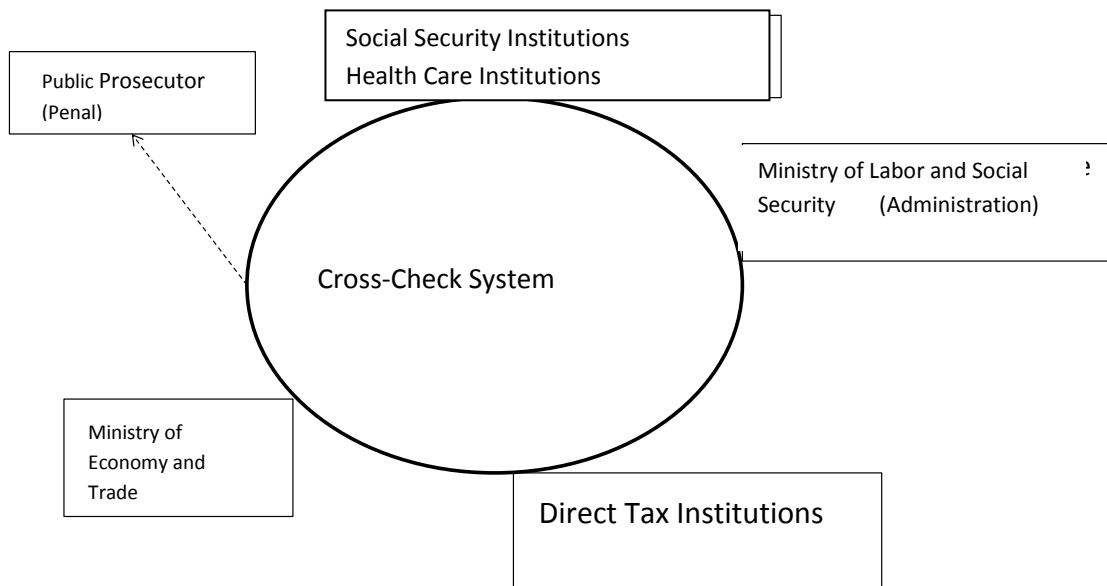 Social Security Institutions
Health Care Institutions
Public Prosecutor
(Penal)
Ministry of Labor and Social
Security (Administration)
Cross-Check System
Ministry of
Economy and
Trade
Direct Tax Institutions